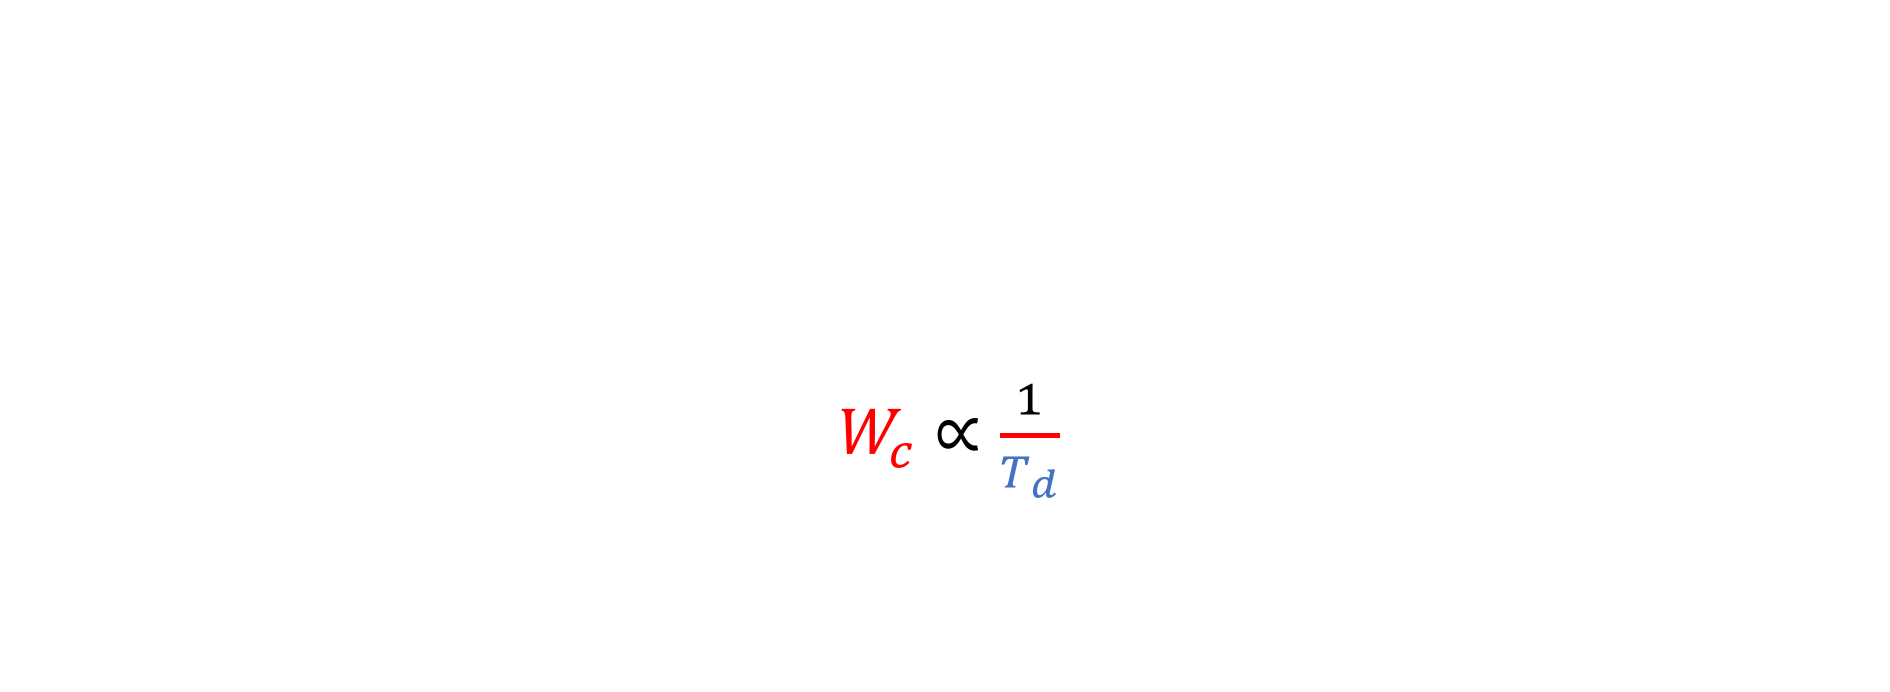 W_c ∝ 1/T_d